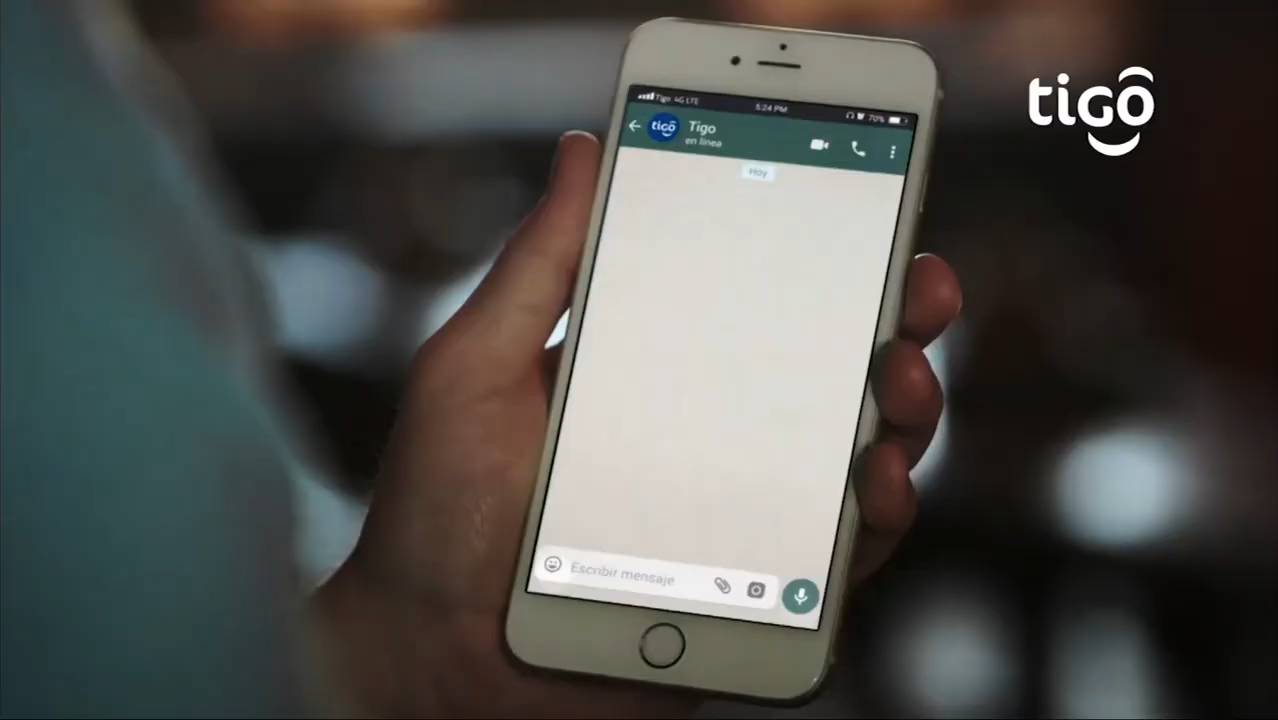 tigo
Tigo 4G LTE
5:24 PM
70%
tigo
Tigo
en línea
Hoy
Escribir mensaje